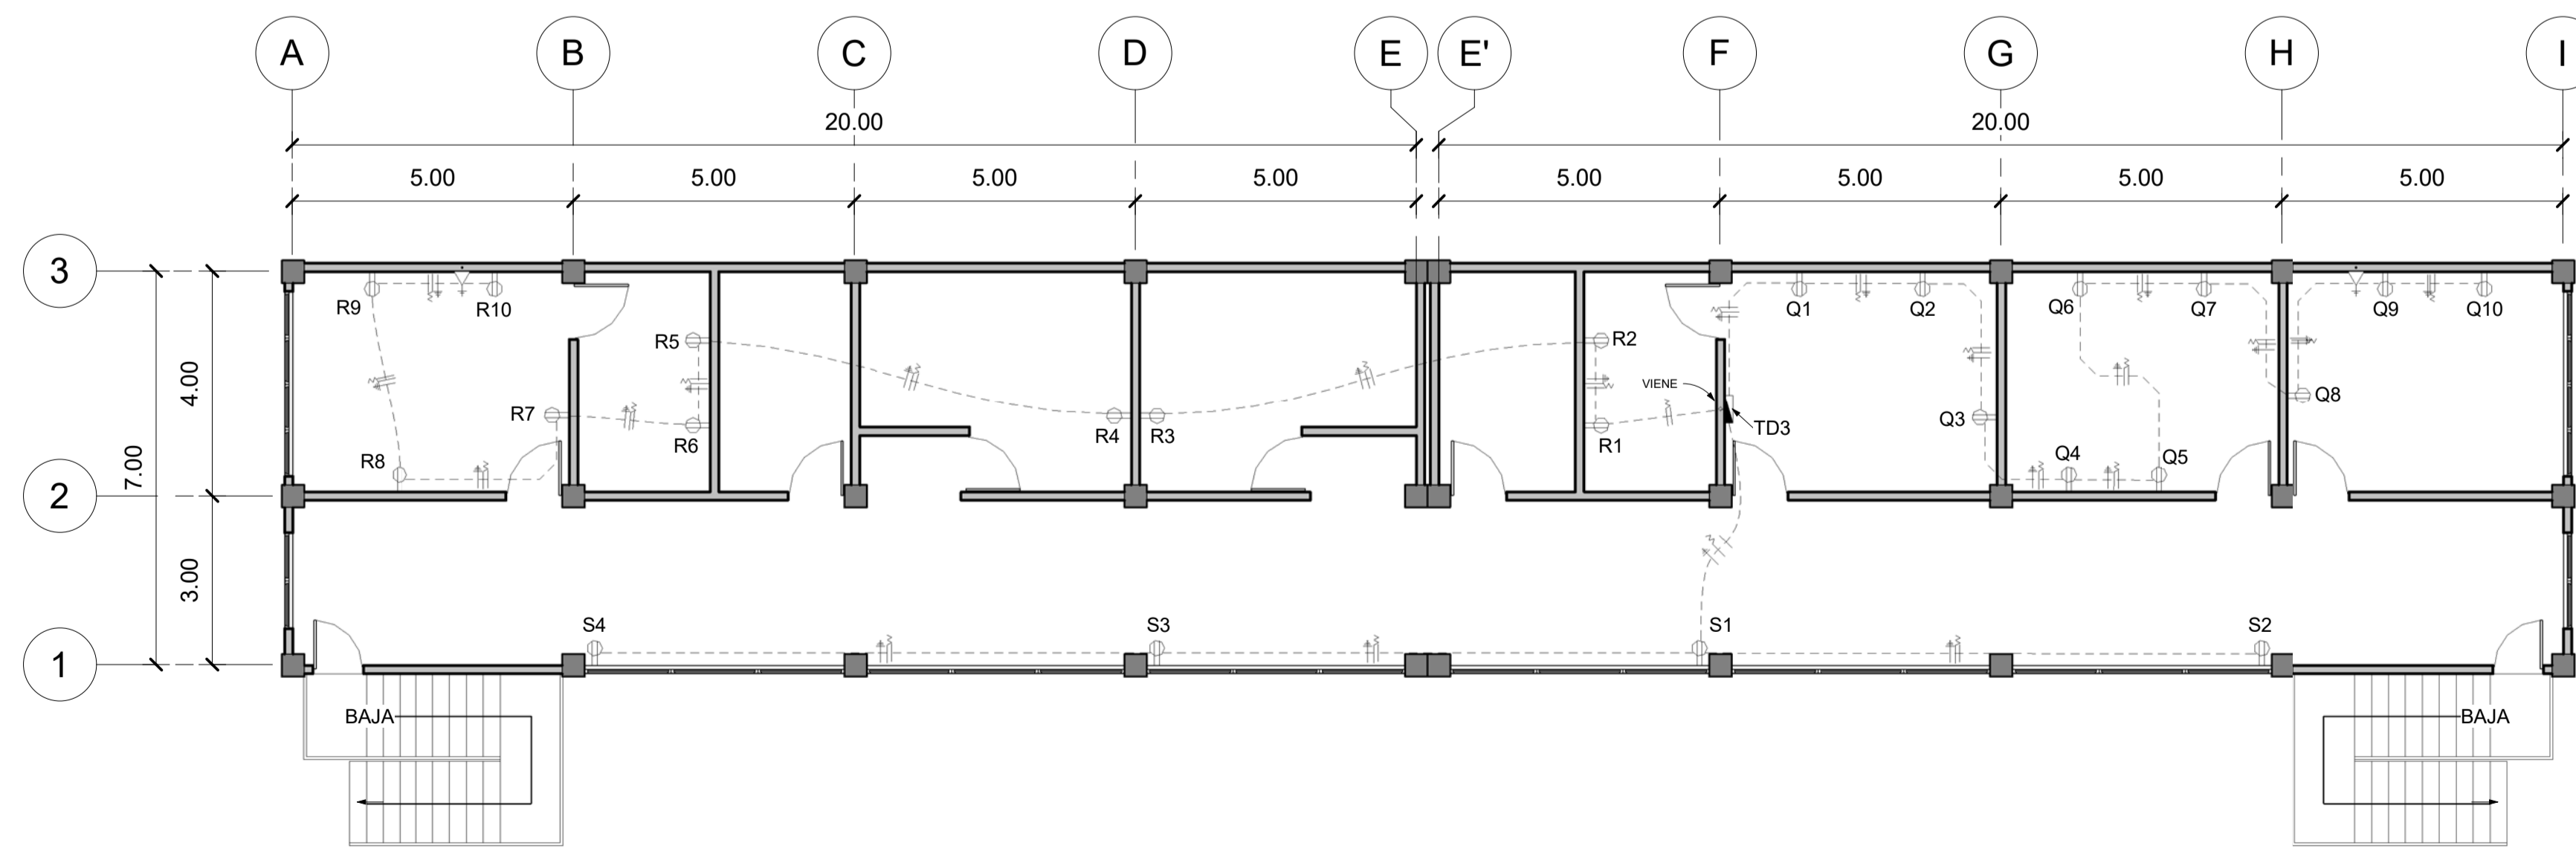 A B C D E E' F G H I
20.00 20.00
5.00 5.00 5.00 5.00 5.00 5.00 5.00 5.00
3
R9 R10 R5 R2 Q1 Q2 Q6 Q7 Q9 Q10
4.00
VIENE
R7 R6 R4 R3 R1 TD3 Q3 Q8
7.00
R8 Q4 Q5
2
3.00
S4 S3 S1 S2
1
BAJA BAJA